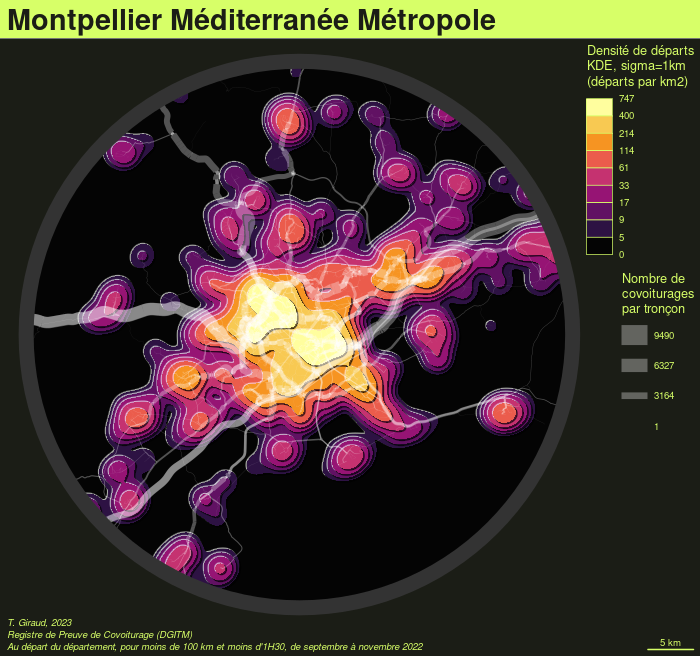 Montpellier Méditerranée Métropole
Densité de départs
KDE, sigma=1km
(départs par km2)
747
400
214
114
61
33
17
9
5
0
Nombre de
covoiturages
par tronçon
9490
6327
3164
1
T. Giraud, 2023
Registre de Preuve de Covoiturage (DGITM)
Au départ du département, pour moins de 100 km et moins d'1H30, de septembre à novembre 2022
5 km